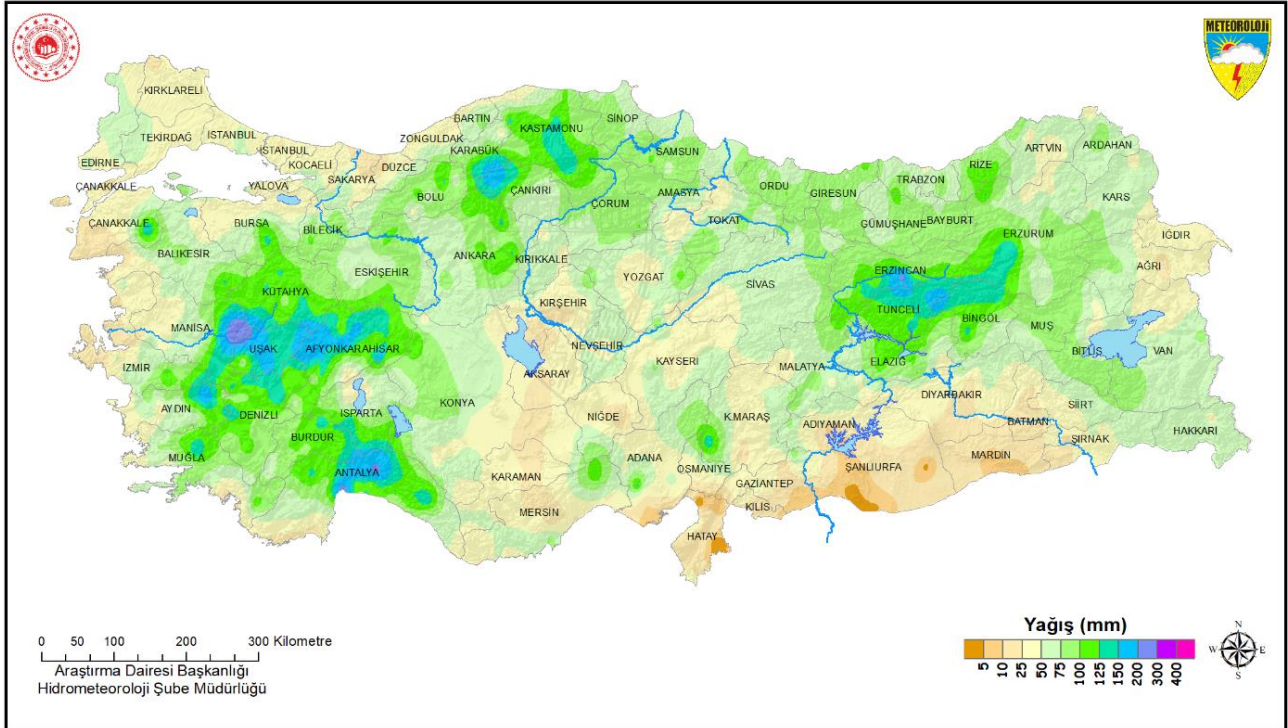 METEOROLOJİ
KIRKLARELİ
TEKİRDAĞ
İSTANBUL
EDİRNE
İSTANBUL
KOCAELİ
SAKARYA
DÜZCE
ZONGULDAK
BARTIN
KARABÜK
KASTAMONU
SİNOP
SAMSUN
ÇANAKKALE
YALOVA
BOLU
ÇANKIRI
ÇORUM
AMASYA
ORDU
GİRESUN
TRABZON
RİZE
ARTVİN
ARDAHAN
KARS
ÇANAKKALE
BURSA
BİLECİK
TOKAT
GÜMÜŞHANE
BAYBURT
ERZURUM
IĞDIR
BALIKESİR
ESKİŞEHİR
ANKARA
KIRIKKALE
YOZGAT
SİVAS
ERZİNCAN
AĞRI
KÜTAHYA
KIRŞEHİR
TUNCELİ
BİNGÖL
MUŞ
MANİSA
UŞAK
AFYONKARAHİSAR
NEVŞEHİR
KAYSERİ
MALATYA
ELAZIĞ
BİTLİS
VAN
İZMİR
AKSARAY
AYDIN
DENİZLİ
ISPARTA
KONYA
NİĞDE
K.MARAŞ
ADIYAMAN
DİYARBAKIR
BATMAN
SİİRT
ŞIRNAK
HAKKARİ
MUĞLA
BURDUR
ANTALYA
KARAMAN
ADANA
OSMANİYE
GAZİANTEP
ŞANLIURFA
MARDİN
MERSİN
KİLİS
HATAY
0 50 100 200 300 Kilometre
Araştırma Dairesi Başkanlığı
Hidrometeoroloji Şube Müdürlüğü
Yağış (mm)
5 10 25 50 75 100 125 150 200 300 400
N
W E
S